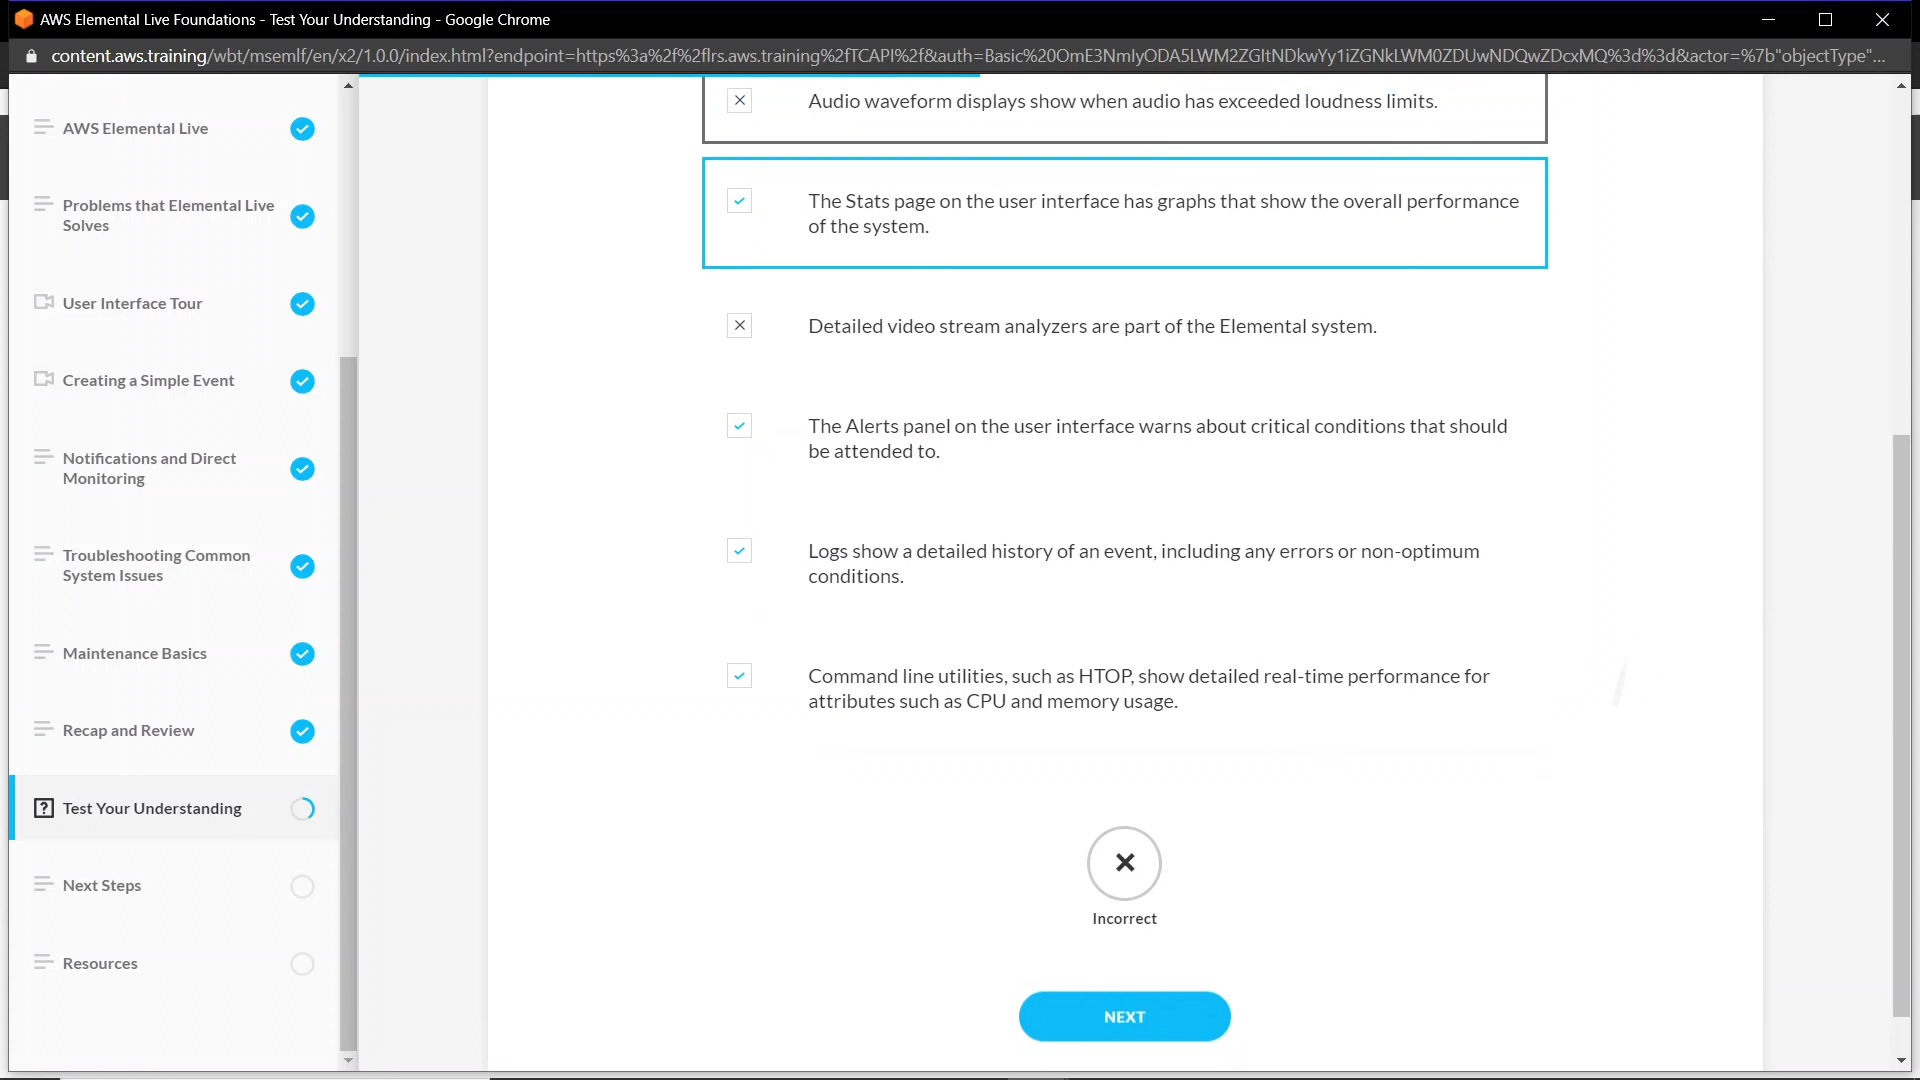 AWS Elemental Live Foundations - Test Your Understanding - Google Chrome
content.aws.training/wbt/msemlf/en/x2/1.0.0/index.html?endpoint=https%3a%2f%2flrs.aws.training%2fTCAPI%2f&auth=Basic%20OmE3NmIyODA5LWM2ZGItNDkwYy1iZGNkLWM0ZDUwNDQwZDcxMQ%3d%3d&actor=%7b"objectType"...
AWS Elemental Live
Problems that Elemental Live
Solves
User Interface Tour
Creating a Simple Event
Notifications and Direct
Monitoring
Troubleshooting Common
System Issues
Maintenance Basics
Recap and Review
Test Your Understanding
Next Steps
Resources
Audio waveform displays show when audio has exceeded loudness limits.
The Stats page on the user interface has graphs that show the overall performance
of the system.
Detailed video stream analyzers are part of the Elemental system.
The Alerts panel on the user interface warns about critical conditions that should
be attended to.
Logs show a detailed history of an event, including any errors or non-optimum
conditions.
Command line utilities, such as HTOP, show detailed real-time performance for
attributes such as CPU and memory usage.
Incorrect
NEXT